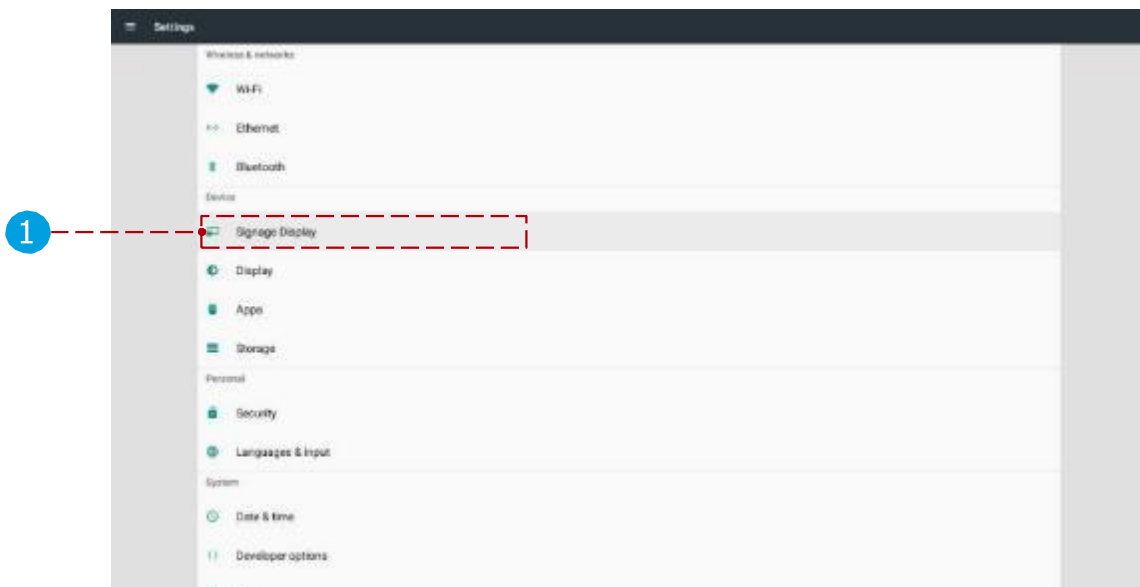 Settings
Wireless & networks
Wi-Fi
Ethernet
Bluetooth
Device
1
Signage Display
Display
Apps
Storage
Personal
Security
Languages & input
System
Date & time
Developer options